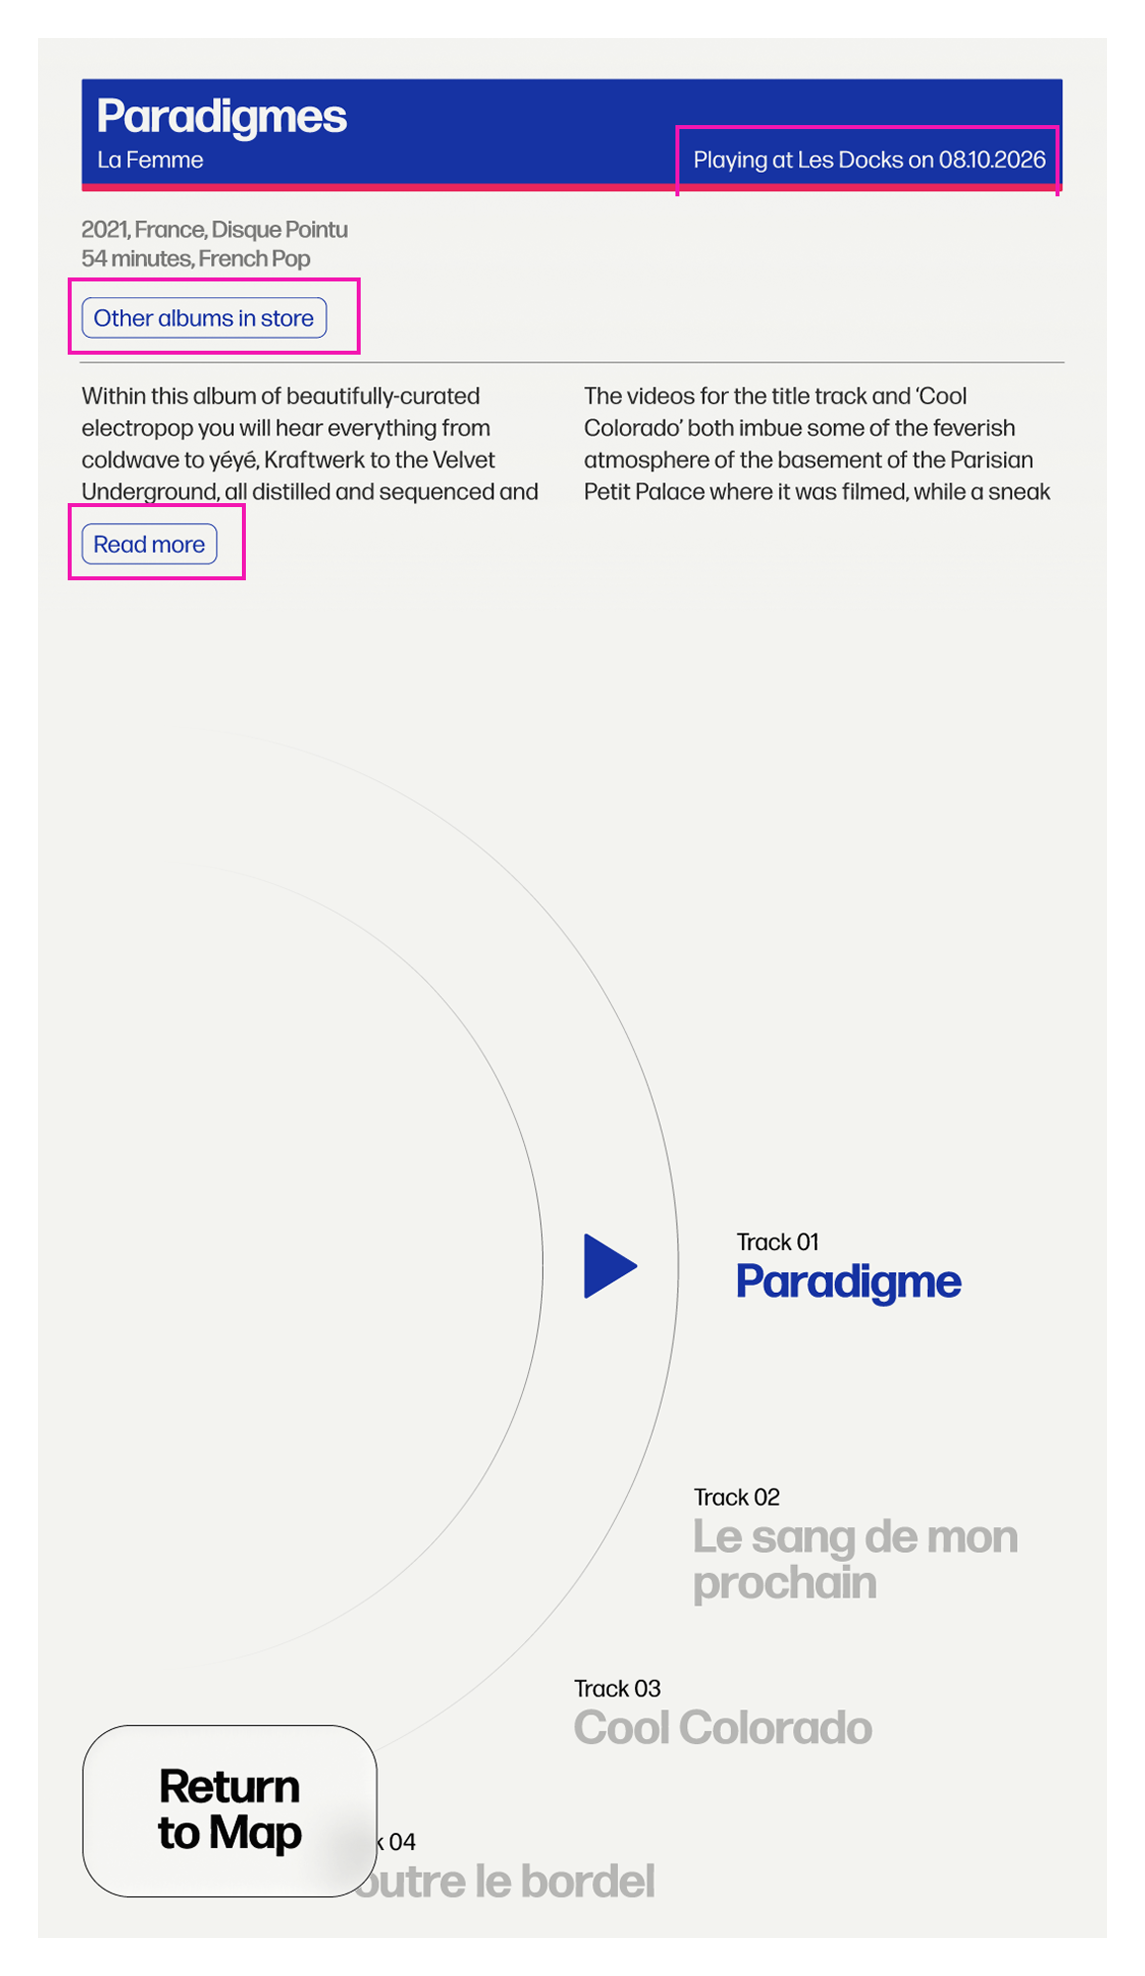 Paradigmes
La Femme
Playing at Les Docks on 08.10.2026
2021, France, Disque Pointu
54 minutes, French Pop
Other albums in store
Within this album of beautifully-curated
electropop you will hear everything from
coldwave to yéyé, Kraftwerk to the Velvet
Underground, all distilled and sequenced and
The videos for the title track and ‘Cool
Colorado’ both imbue some of the feverish
atmosphere of the basement of the Parisian
Petit Palace where it was filmed, while a sneak
Read more
Track 01
Paradigme
Track 02
Le sang de mon
prochain
Track 03
Cool Colorado
Return
to Map
04
le bordel